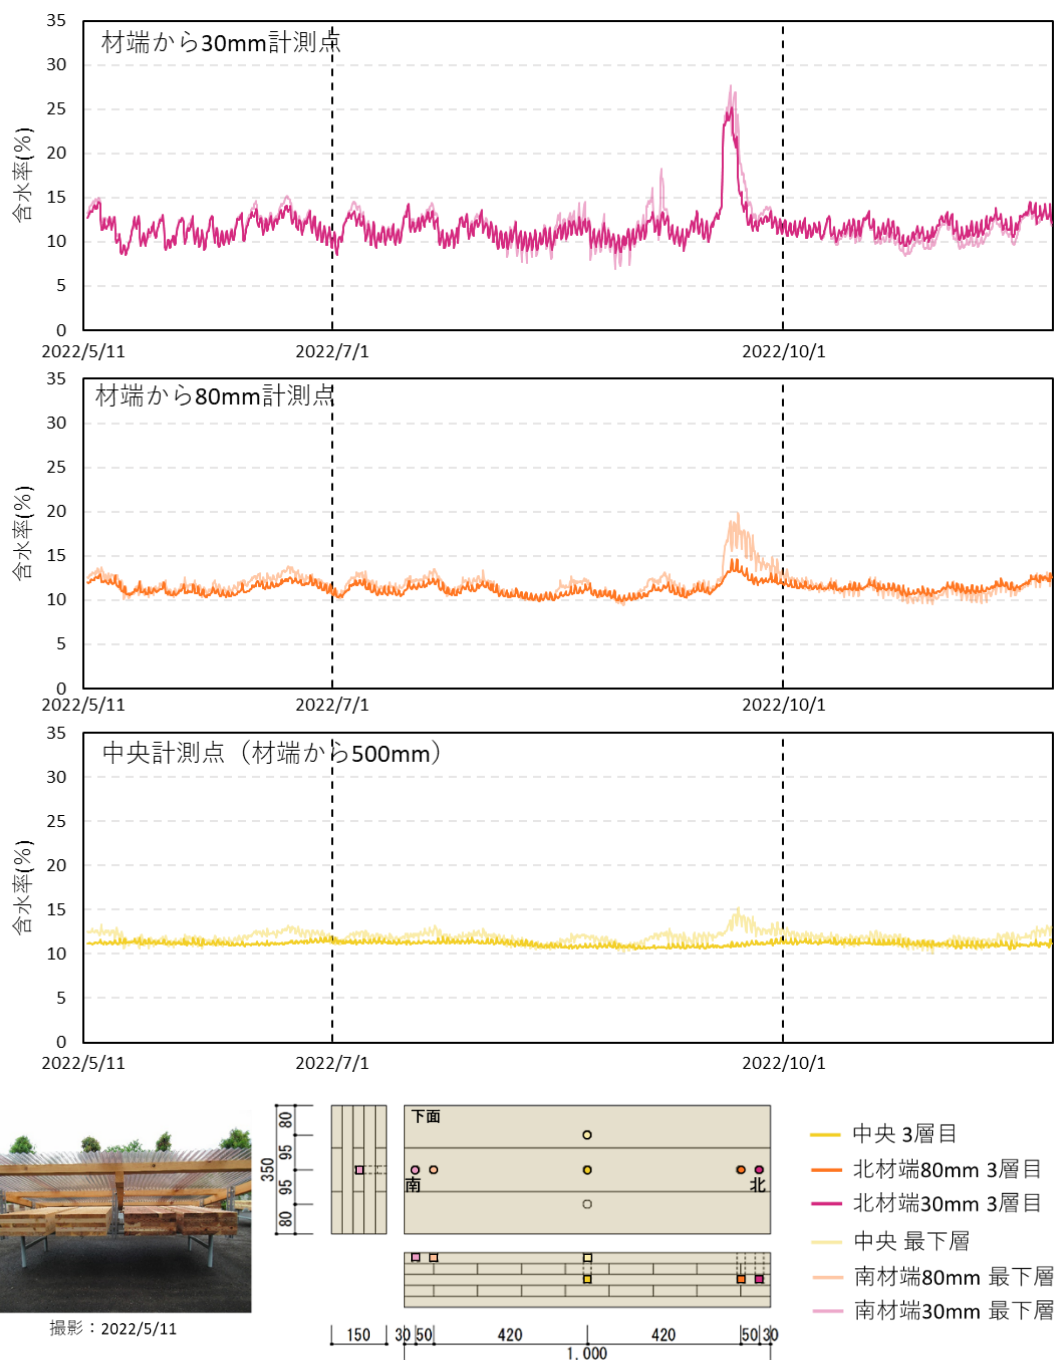 材端から30mm計測点
含水率(%)
35
30
25
20
15
10
5
0
2022/5/11
2022/7/1
2022/10/1
材端から80mm計測点
含水率(%)
35
30
25
20
15
10
5
0
2022/5/11
2022/7/1
2022/10/1
中央計測点（材端から500mm）
含水率(%)
35
30
25
20
15
10
5
0
2022/5/11
2022/7/1
2022/10/1
撮影：2022/5/11
350
80
95
95
80
150
下面
南
北
30
50
420
420
50
30
1.000
中央 3層目
北材端80mm 3層目
北材端30mm 3層目
中央 最下層
南材端80mm 最下層
南材端30mm 最下層